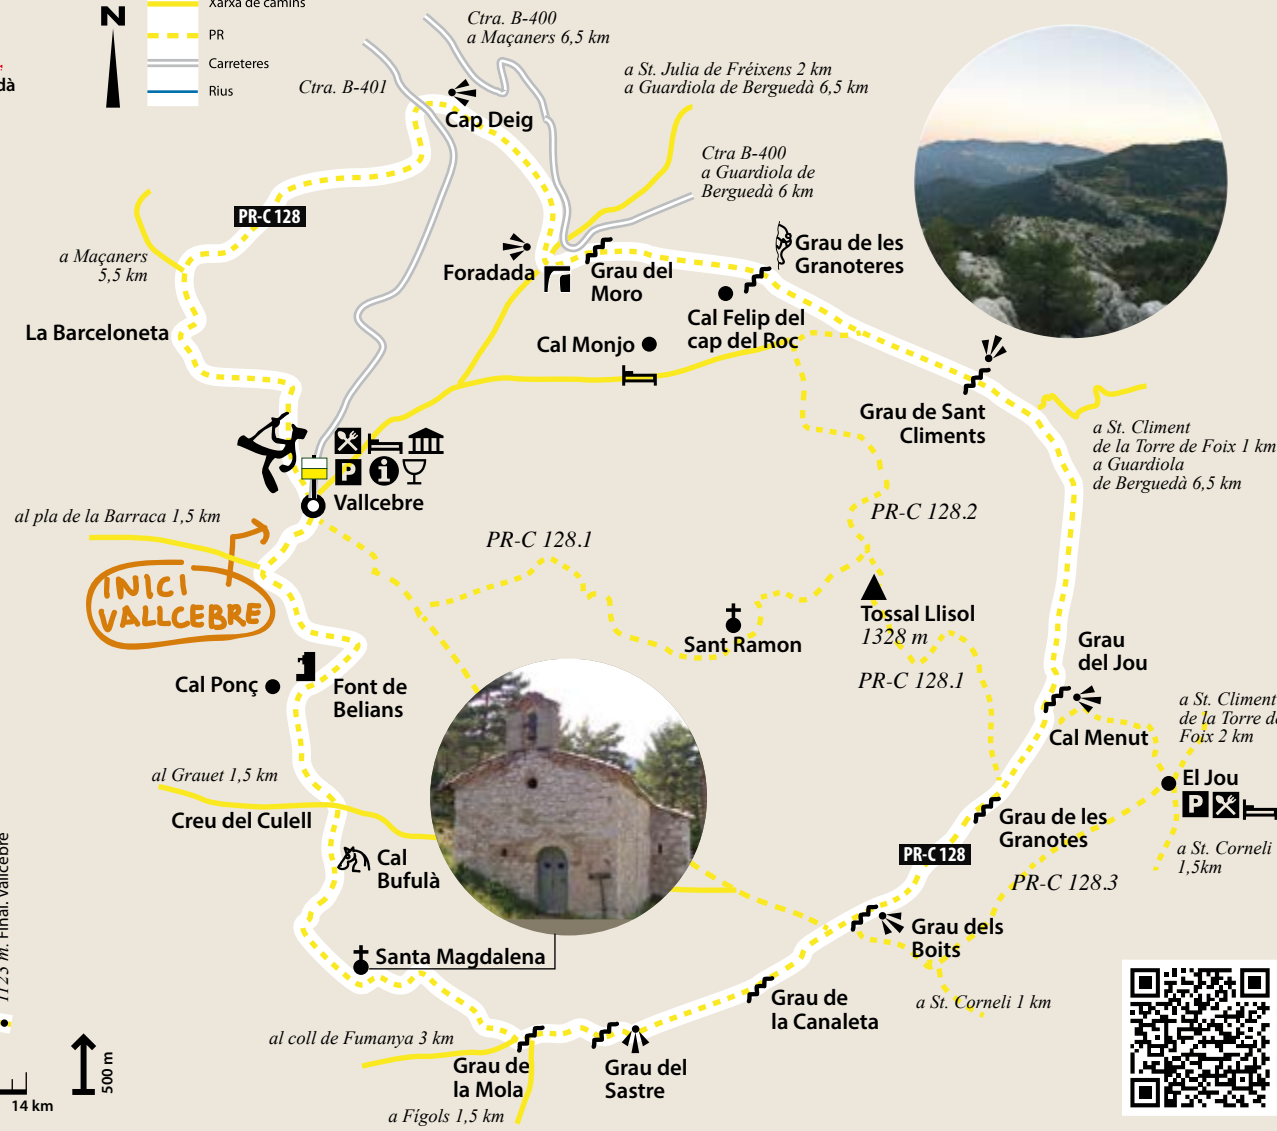 N
Xarxa de camins
PR
Carreteres
Rius
Ctra. B-400
a Maçaners 6,5 km
Ctra. B-401
a St. Julia de Fréixens 2 km
a Guardiola de Berguedà 6,5 km
Cap Deig
Ctra B-400
a Guardiola de
Berguedà 6 km
PR-C 128
a Maçaners
5,5 km
Foradada
Grau del
Moro
Grau de les
Granoteres
La Barceloneta
Cal Monjo
Cal Felip del
cap del Roc
Grau de Sant
Climents
a St. Climent
de la Torre de Foix 1 km
a Guardiola
de Berguedà 6,5 km
P
i
Vallcebre
al pla de la Barraca 1,5 km
INICI
VALLCEBRE
PR-C 128.1
PR-C 128.2
Tossal Llisol
1328 m
Sant Ramon
PR-C 128.1
Grau
del Jou
Cal Ponç
Font de
Belians
a St. Climent
de la Torre de
Foix 2 km
Cal Menut
El Jou
P
al Grauet 1,5 km
Creu del Culell
Grau de les
Granotes
PR-C 128
a St. Corneli
1,5km
Cal
Bufulà
PR-C 128.3
Grau dels
Boits
Santa Magdalena
Grau de
la Canaleta
a St. Corneli 1 km
al coll de Fumanya 3 km
Grau de
la Mola
Grau del
Sastre
a Fígols 1,5 km
1123 m. Final. Vallcebre
500 m
14 km